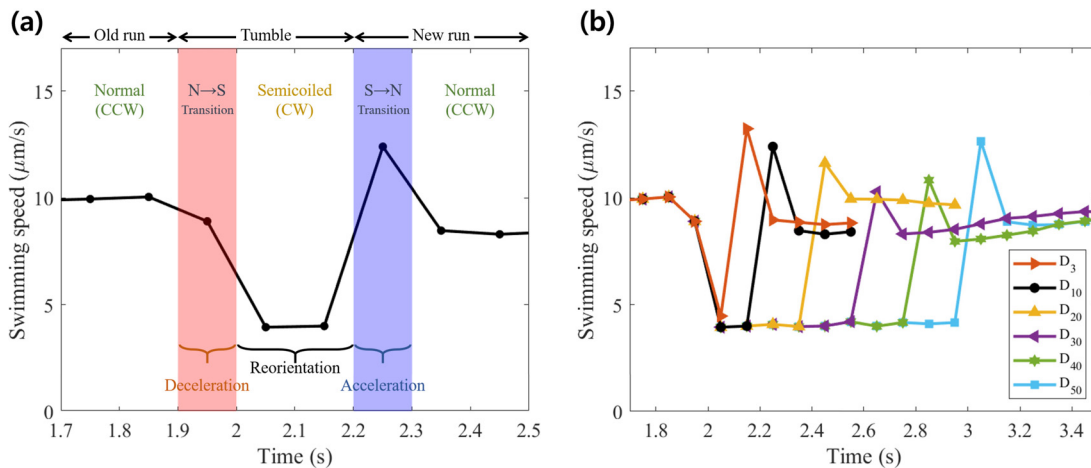 (a)
Old run Tumble New run
Normal (CCW)
N→S Transition
Semicoiled (CW)
S→N Transition
Normal (CCW)
Deceleration
Reorientation
Acceleration
Swimming speed (μm/s)
15
10
5
0
1.7 1.8 1.9 2 2.1 2.2 2.3 2.4 2.5
Time (s)
(b)
Swimming speed (μm/s)
15
10
5
0
1.8 2 2.2 2.4 2.6 2.8 3 3.2 3.4
Time (s)
D3
D10
D20
D30
D40
D50